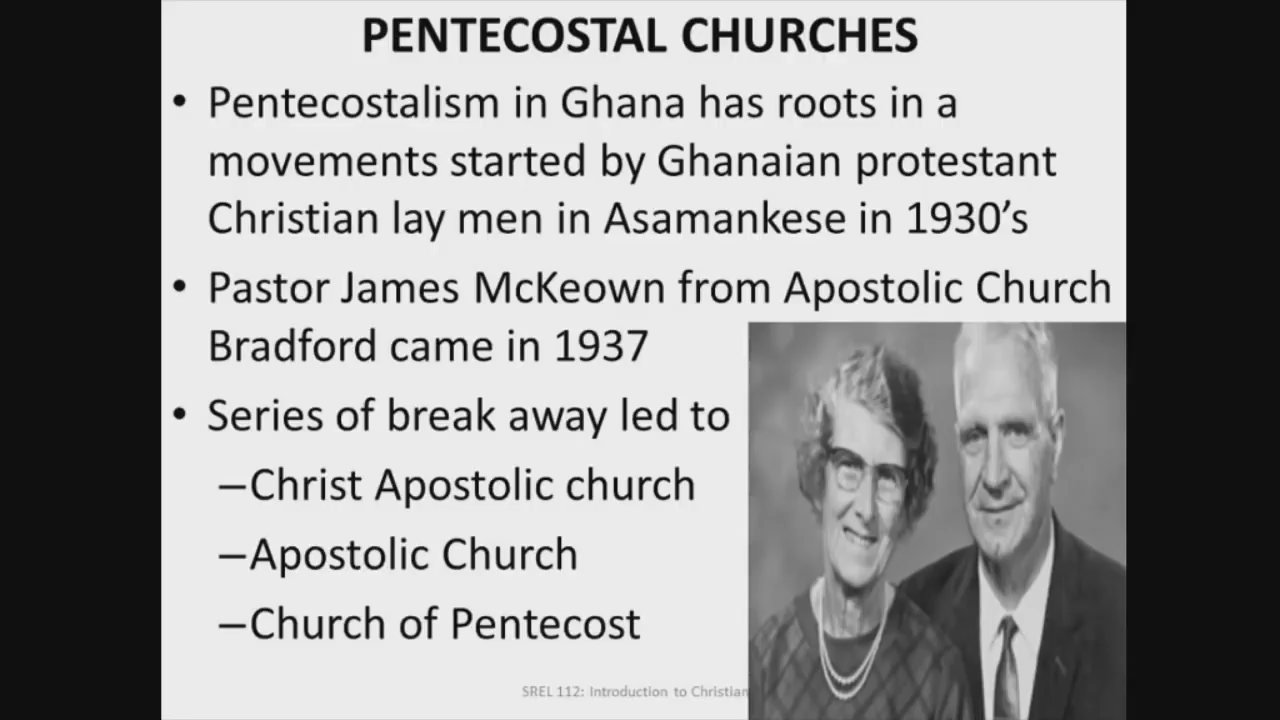 PENTECOSTAL CHURCHES
• Pentecostalism in Ghana has roots in a
movements started by Ghanaian protestant
Christian lay men in Asamankese in 1930’s
• Pastor James McKeown from Apostolic Church
Bradford came in 1937
• Series of break away led to
–Christ Apostolic church
–Apostolic Church
–Church of Pentecost
SREL 112: Introduction to Christian